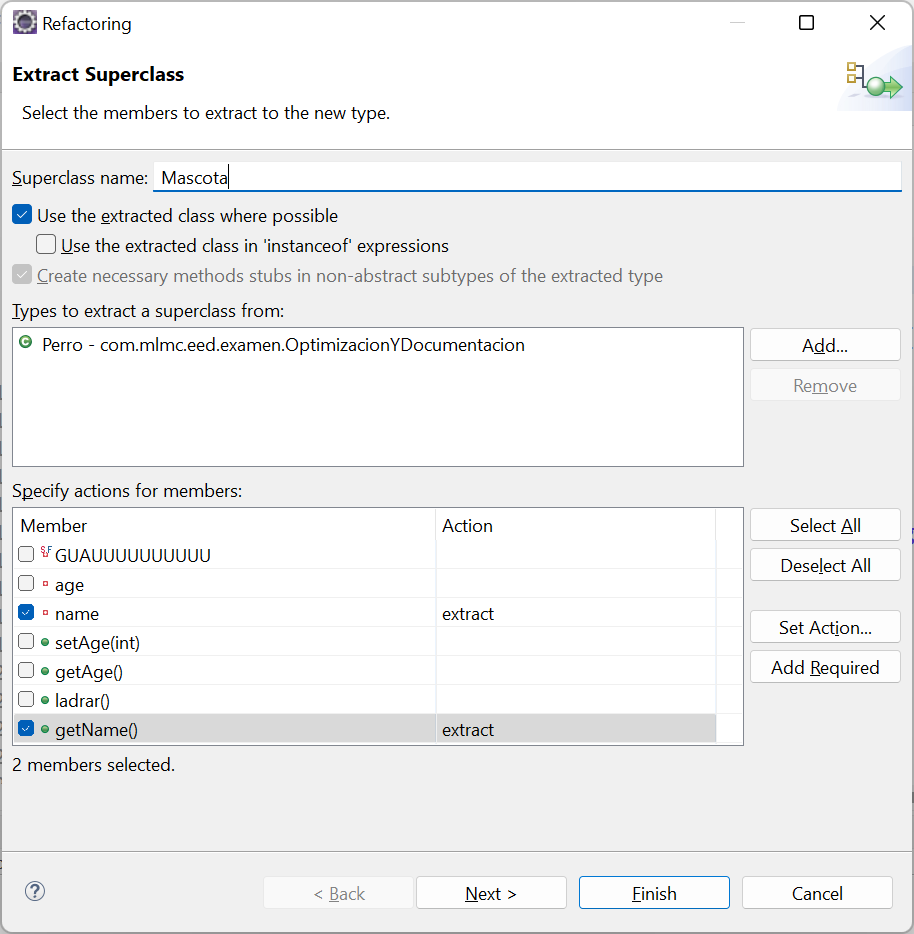 Refactoring
Extract Superclass
Select the members to extract to the new type.
Superclass name: Mascota
Use the extracted class where possible
Use the extracted class in 'instanceof' expressions
Create necessary methods stubs in non-abstract subtypes of the extracted type
Types to extract a superclass from:
Perro - com.mlmc.eed.examen.OptimizacionYDocumentacion
Add...
Remove
Specify actions for members:
Member Action
GUAUUUUUUUUUU
age
name extract
setAge(int)
getAge()
ladrar()
getName() extract
Select All
Deselect All
Set Action...
Add Required
2 members selected.
< Back Next > Finish Cancel